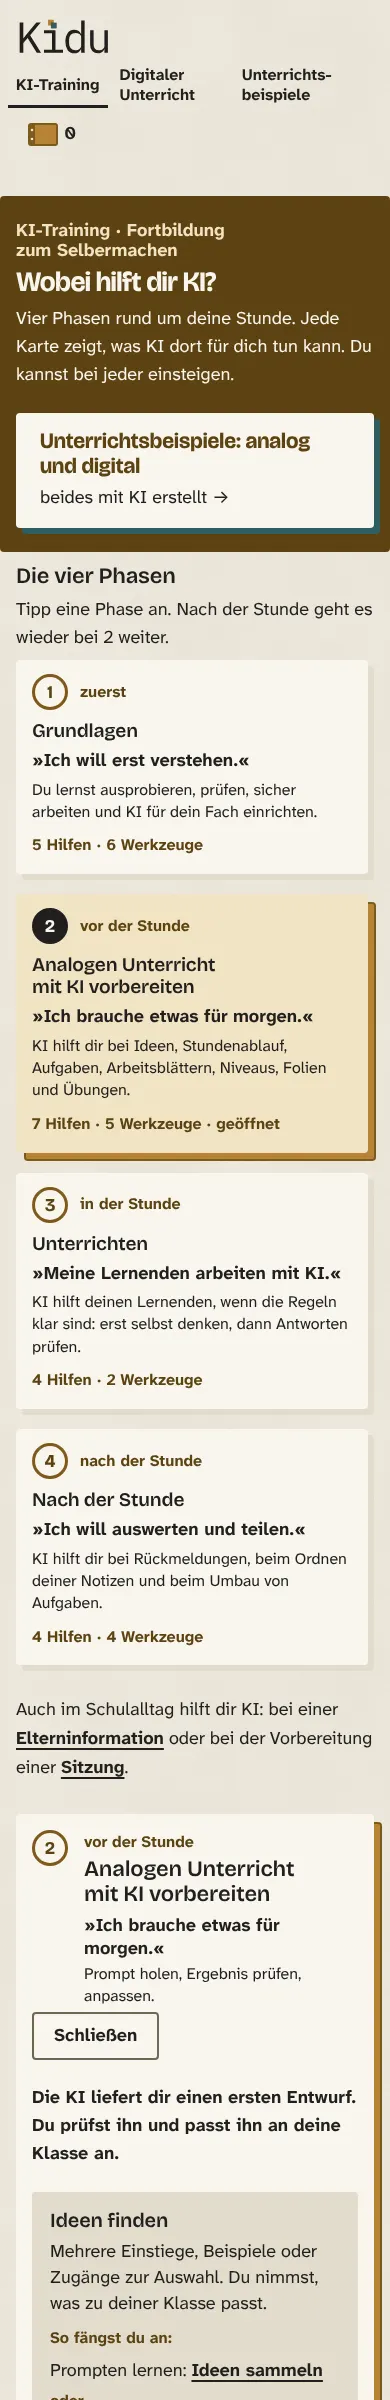 Kidu
KI-Training
Digitaler
Unterricht
Unterrichts-
beispiele
0
KI-Training · Fortbildung
zum Selbermachen
Wobei hilft dir KI?
Vier Phasen rund um deine Stunde. Jede
Karte zeigt, was KI dort für dich tun kann. Du
kannst bei jeder einsteigen.
Unterrichtsbeispiele: analog
und digital
beides mit KI erstellt →
Die vier Phasen
Tipp eine Phase an. Nach der Stunde geht es
wieder bei 2 weiter.
1 zuerst
Grundlagen
»Ich will erst verstehen.«
Du lernst ausprobieren, prüfen, sicher
arbeiten und KI für dein Fach einrichten.
5 Hilfen · 6 Werkzeuge
2 vor der Stunde
Analogen Unterricht
mit KI vorbereiten
»Ich brauche etwas für morgen.«
KI hilft dir bei Ideen, Stundenablauf,
Aufgaben, Arbeitsblättern, Niveaus, Folien
und Übungen.
7 Hilfen · 5 Werkzeuge · geöffnet
3 in der Stunde
Unterrichten
»Meine Lernenden arbeiten mit KI.«
KI hilft deinen Lernenden, wenn die Regeln
klar sind: erst selbst denken, dann Antworten
prüfen.
4 Hilfen · 2 Werkzeuge
4 nach der Stunde
Nach der Stunde
»Ich will auswerten und teilen.«
KI hilft dir bei Rückmeldungen, beim Ordnen
deiner Notizen und beim Umbau von
Aufgaben.
4 Hilfen · 4 Werkzeuge
Auch im Schulalltag hilft dir KI: bei einer
Elterninformation oder bei der Vorbereitung
einer Sitzung.
2 vor der Stunde
Analogen Unterricht
mit KI vorbereiten
»Ich brauche etwas für
morgen.«
Prompt holen, Ergebnis prüfen,
anpassen.
Schließen
Die KI liefert dir einen ersten Entwurf.
Du prüfst ihn und passt ihn an deine
Klasse an.
Ideen finden
Mehrere Einstiege, Beispiele oder
Zugänge zur Auswahl. Du nimmst,
was zu deiner Klasse passt.
So fängst du an:
Prompten lernen: Ideen sammeln